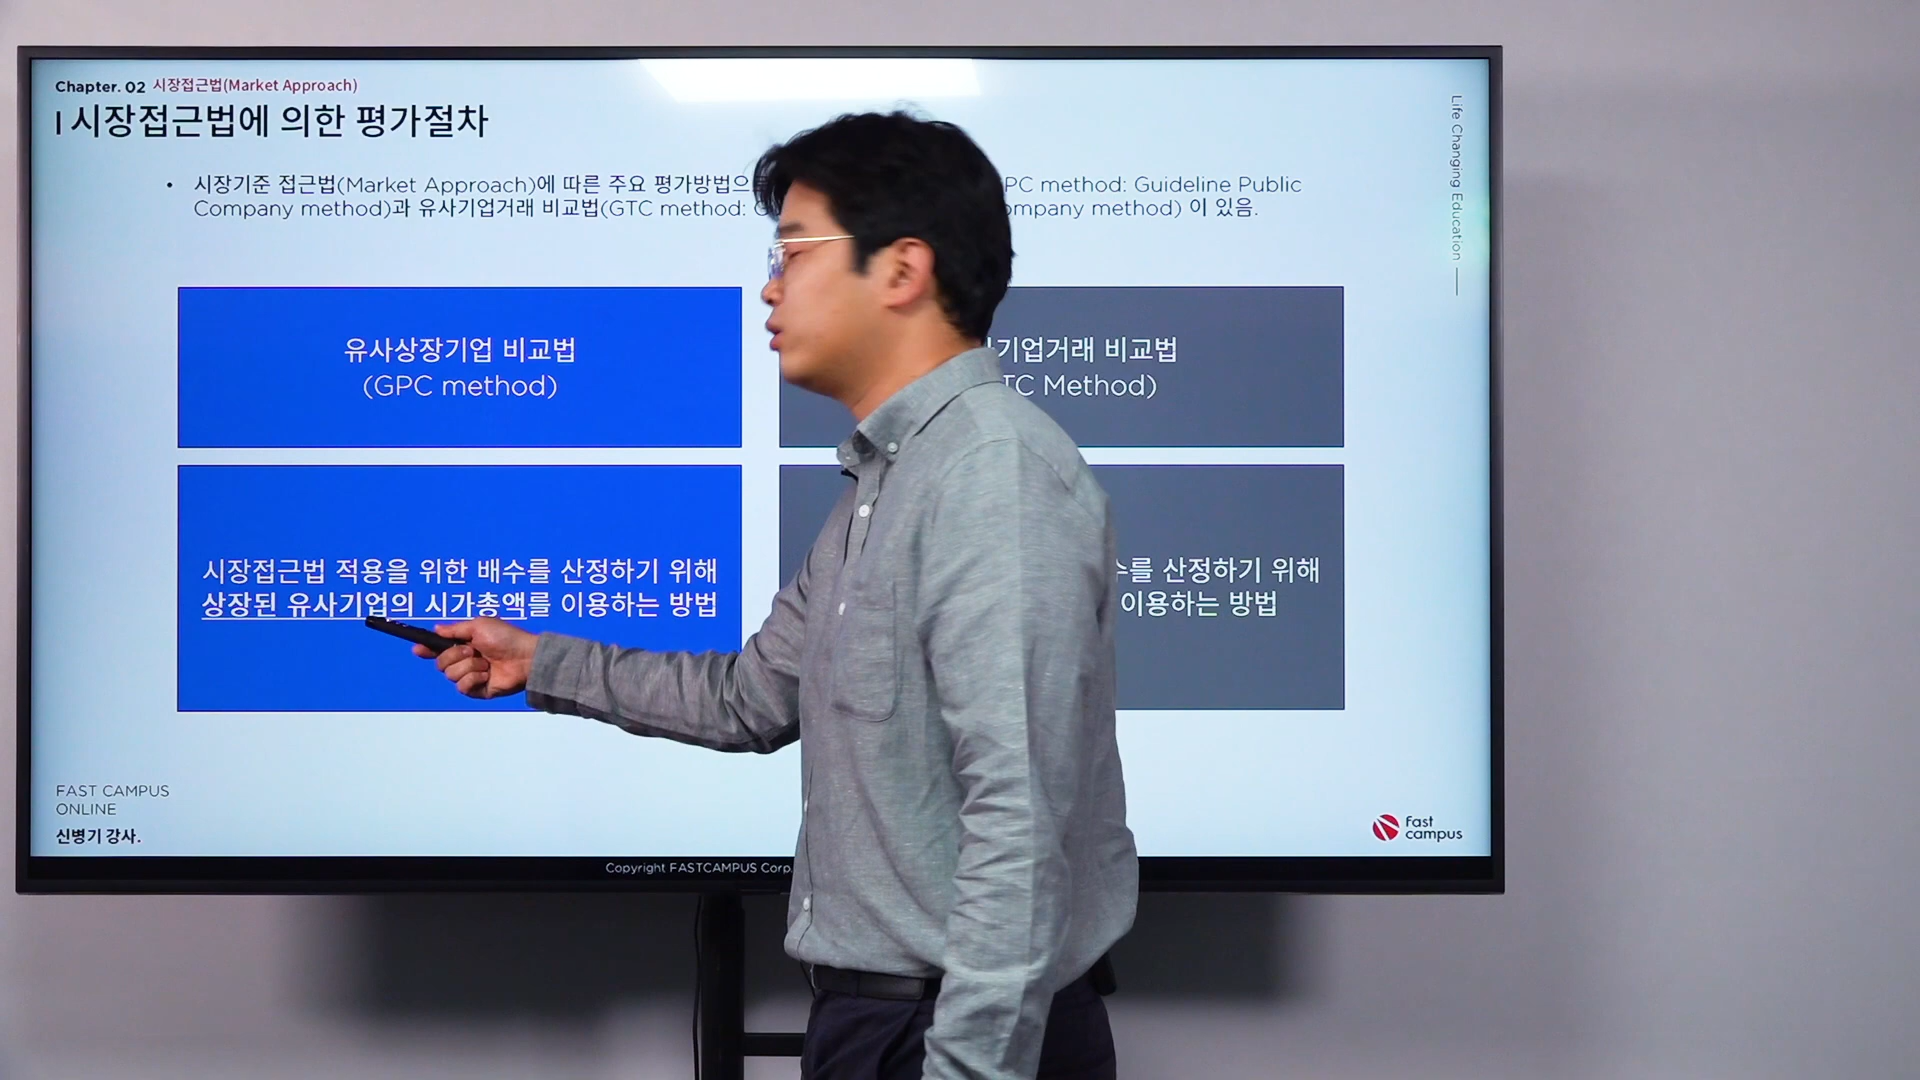 Chapter. 02 시장접근법(Market Approach)
시장접근법에 의한 평가절차
• 시장기준 접근법(Market Approach)에 따른 주요 평가방법으 PC method: Guideline Public
Company method)과 유사기업거래 비교법(GTC method: ompany method) 이 있음.
Life Changing Education
유사상장기업 비교법
(GPC method)
기업거래 비교법
TC Method)
시장접근법 적용을 위한 배수를 산정하기 위해
상장된 유사기업의 시가총액를 이용하는 방법
를 산정하기 위해
이용하는 방법
FAST CAMPUS
ONLINE
신병기 강사.
fast
campus
Copyright FASTCAMPUS Corp.